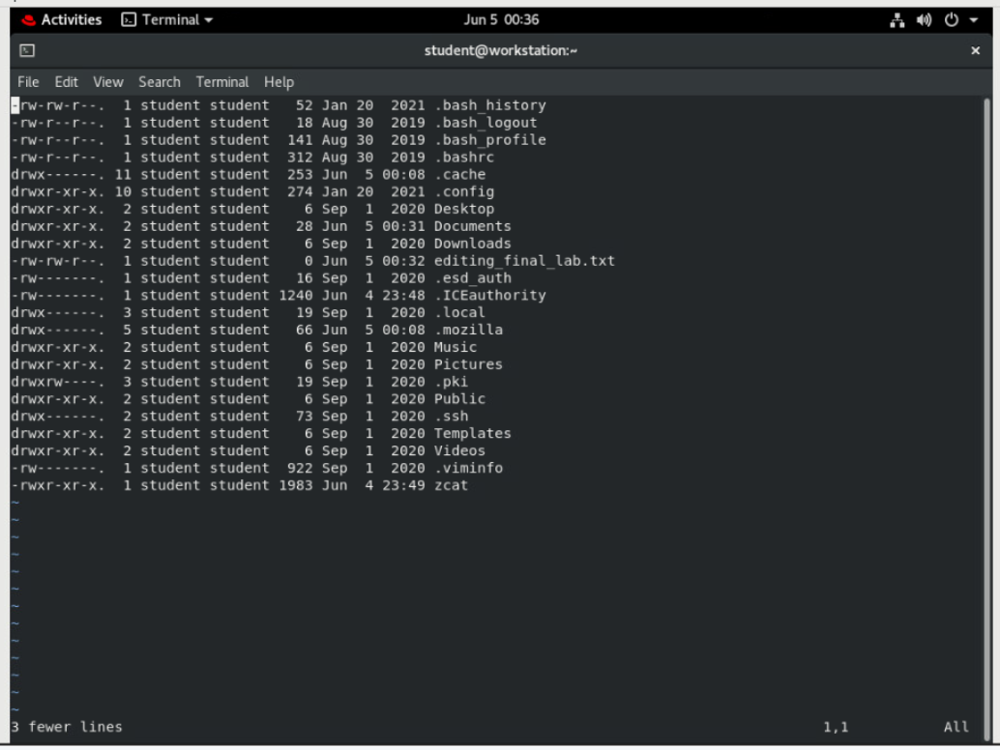 Activities Terminal Jun 5 00:36
student@workstation:~ ×
File Edit View Search Terminal Help
-rw-rw-r--.  1 student student   52 Jan 20  2021 .bash_history
-rw-r--r--.  1 student student   18 Aug 30  2019 .bash_logout
-rw-r--r--.  1 student student  141 Aug 30  2019 .bash_profile
-rw-r--r--.  1 student student  312 Aug 30  2019 .bashrc
drwx------. 11 student student  253 Jun  5 00:08 .cache
drwxr-xr-x. 10 student student  274 Jan 20  2021 .config
drwxr-xr-x.  2 student student    6 Sep  1  2020 Desktop
drwxr-xr-x.  2 student student   28 Jun  5 00:31 Documents
drwxr-xr-x.  2 student student    6 Sep  1  2020 Downloads
-rw-rw-r--.  1 student student    0 Jun  5 00:32 editing_final_lab.txt
-rw-------.  1 student student   16 Sep  1  2020 .esd_auth
-rw-------.  1 student student 1240 Jun  4 23:48 .ICEauthority
drwx------.  3 student student   19 Sep  1  2020 .local
drwx------.  5 student student   66 Jun  5 00:08 .mozilla
drwxr-xr-x.  2 student student    6 Sep  1  2020 Music
drwxr-xr-x.  2 student student    6 Sep  1  2020 Pictures
drwxrw----.  3 student student   19 Sep  1  2020 .pki
drwxr-xr-x.  2 student student    6 Sep  1  2020 Public
drwx------.  2 student student   73 Sep  1  2020 .ssh
drwxr-xr-x.  2 student student    6 Sep  1  2020 Templates
drwxr-xr-x.  2 student student    6 Sep  1  2020 Videos
-rw-------.  1 student student  922 Sep  1  2020 .viminfo
-rwxr-xr-x.  1 student student 1983 Jun  4 23:49 zcat
~
~
~
~
~
~
~
~
~
~
~
~
~
3 fewer lines 1,1 All